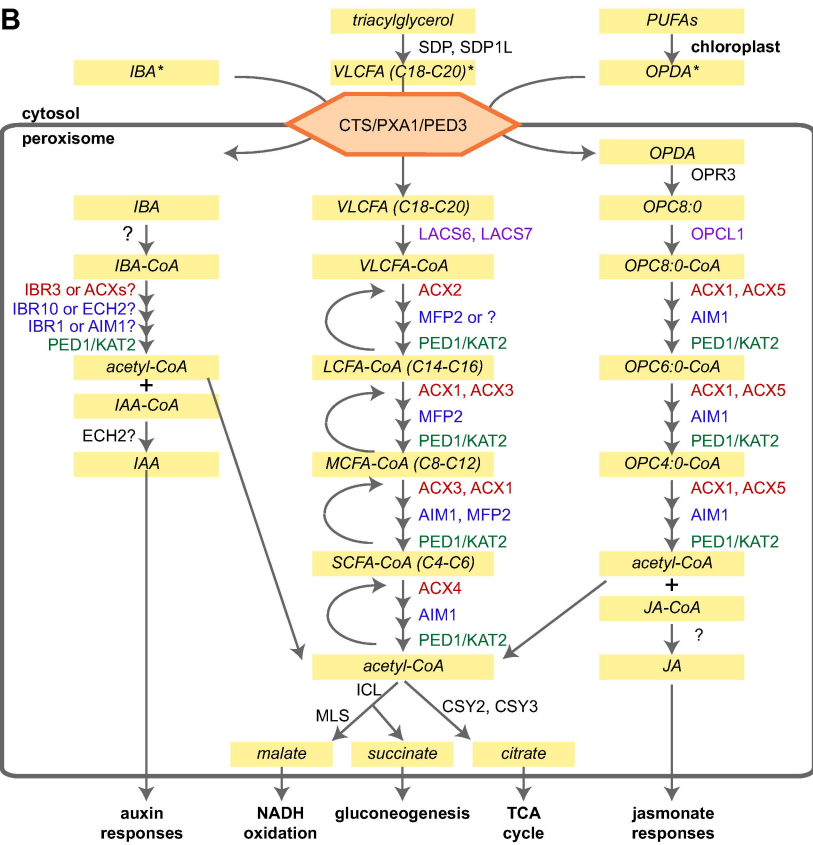 B
triacylglycerol
SDP, SDP1L
VLCFA (C18-C20)*
PUFAs
chloroplast
OPDA*
IBA*
cytosol
peroxisome
CTS/PXA1/PED3
IBA
?
IBA-CoA
IBR3 or ACXs?
IBR10 or ECH2?
IBR1 or AIM1?
PED1/KAT2
acetyl-CoA
+
IAA-CoA
ECH2?
IAA
VLCFA (C18-C20)
LACS6, LACS7
VLCFA-CoA
ACX2
MFP2 or ?
PED1/KAT2
LCFA-CoA (C14-C16)
ACX1, ACX3
MFP2
PED1/KAT2
MCFA-CoA (C8-C12)
ACX3, ACX1
AIM1, MFP2
PED1/KAT2
SCFA-CoA (C4-C6)
ACX4
AIM1
PED1/KAT2
acetyl-CoA
ICL
MLS
CSY2, CSY3
malate
succinate
citrate
OPDA
OPR3
OPC8:0
OPCL1
OPC8:0-CoA
ACX1, ACX5
AIM1
PED1/KAT2
OPC6:0-CoA
ACX1, ACX5
AIM1
PED1/KAT2
OPC4:0-CoA
ACX1, ACX5
AIM1
PED1/KAT2
acetyl-CoA
+
JA-CoA
?
JA
auxin
responses
NADH
oxidation
gluconeogenesis
TCA
cycle
jasmonate
responses